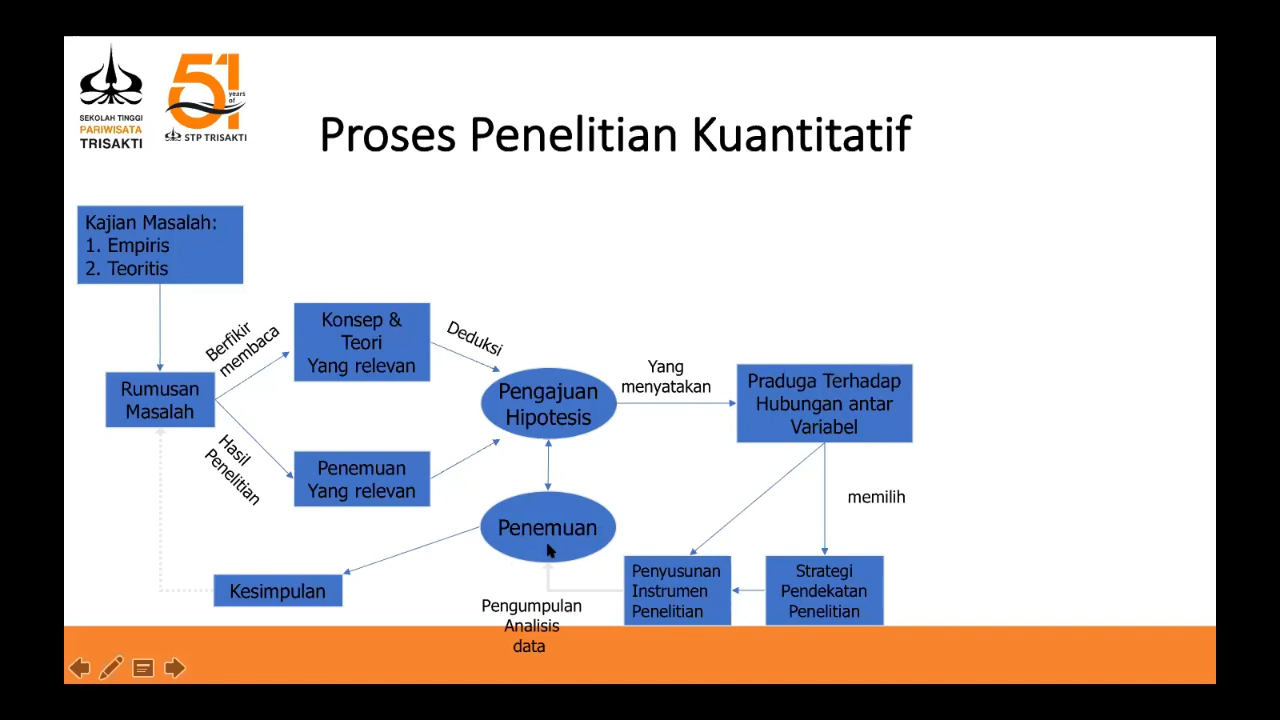 SEKOLAH TINGGI
PARIWISATA
TRISAKTI
51
years
of
STP TRISAKTI
Proses Penelitian Kuantitatif
Kajian Masalah:
1. Empiris
2. Teoritis
Berfikir
membaca
Konsep &
Teori
Yang relevan
Deduksi
Rumusan
Masalah
Pengajuan
Hipotesis
Yang
menyatakan
Praduga Terhadap
Hubungan antar
Variabel
Hasil
Penelitian
Penemuan
Yang relevan
memilih
Penemuan
Kesimpulan
Pengumpulan
Analisis
data
Penyusunan
Instrumen
Penelitian
Strategi
Pendekatan
Penelitian